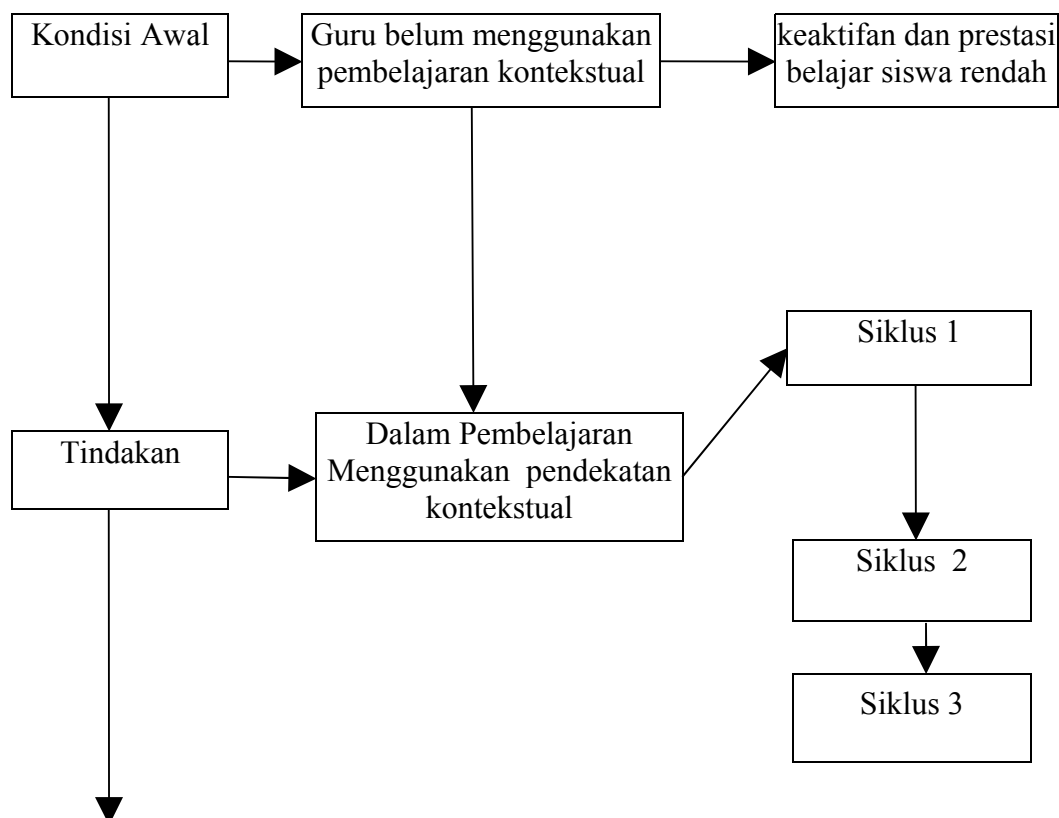 Kondisi Awal
Guru belum menggunakan
pembelajaran kontekstual
keaktifan dan prestasi
belajar siswa rendah
Tindakan
Dalam Pembelajaran
Menggunakan pendekatan
kontekstual
Siklus 1
Siklus 2
Siklus 3